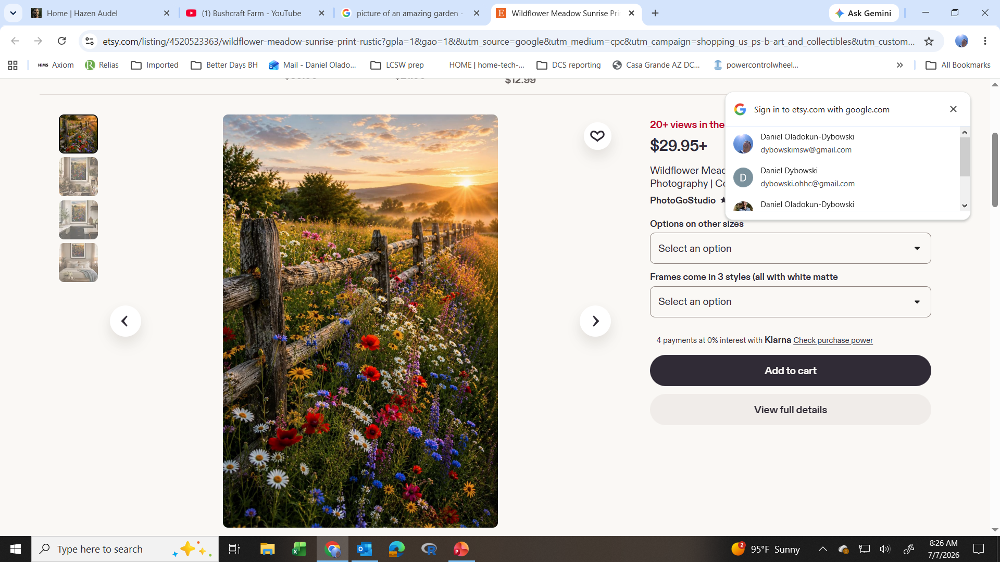 Home | Hazen Audel
(1) Bushcraft Farm - YouTube
picture of an amazing garden -
Wildflower Meadow Sunrise Pri
Ask Gemini
etsy.com/listing/4520523363/wildflower-meadow-sunrise-print-rustic?gpla=1&gao=1&&utm_source=google&utm_medium=cpc&utm_campaign=shopping_us_ps-b-art_and_collectibles&utm_custom...
HIMS Axiom
Relias
Imported
Better Days BH
Mail - Daniel Olado...
LCSW prep
HOME | home-tech-...
DCS reporting
Casa Grande AZ DC...
powercontrolwheel...
All Bookmarks
$12.99
20+ views in the
$29.95+
Wildflower Mead
Photography | Co
PhotoGoStudio
Sign in to etsy.com with google.com
Daniel Oladokun-Dybowski
dybowskimsw@gmail.com
D
Daniel Dybowski
dybowski.ohhc@gmail.com
Daniel Oladokun-Dybowski
Options on other sizes
Select an option
Frames come in 3 styles (all with white matte
Select an option
4 payments at 0% interest with Klarna Check purchase power
Add to cart
View full details
Type here to search
2
95°F Sunny
8:26 AM
7/7/2026